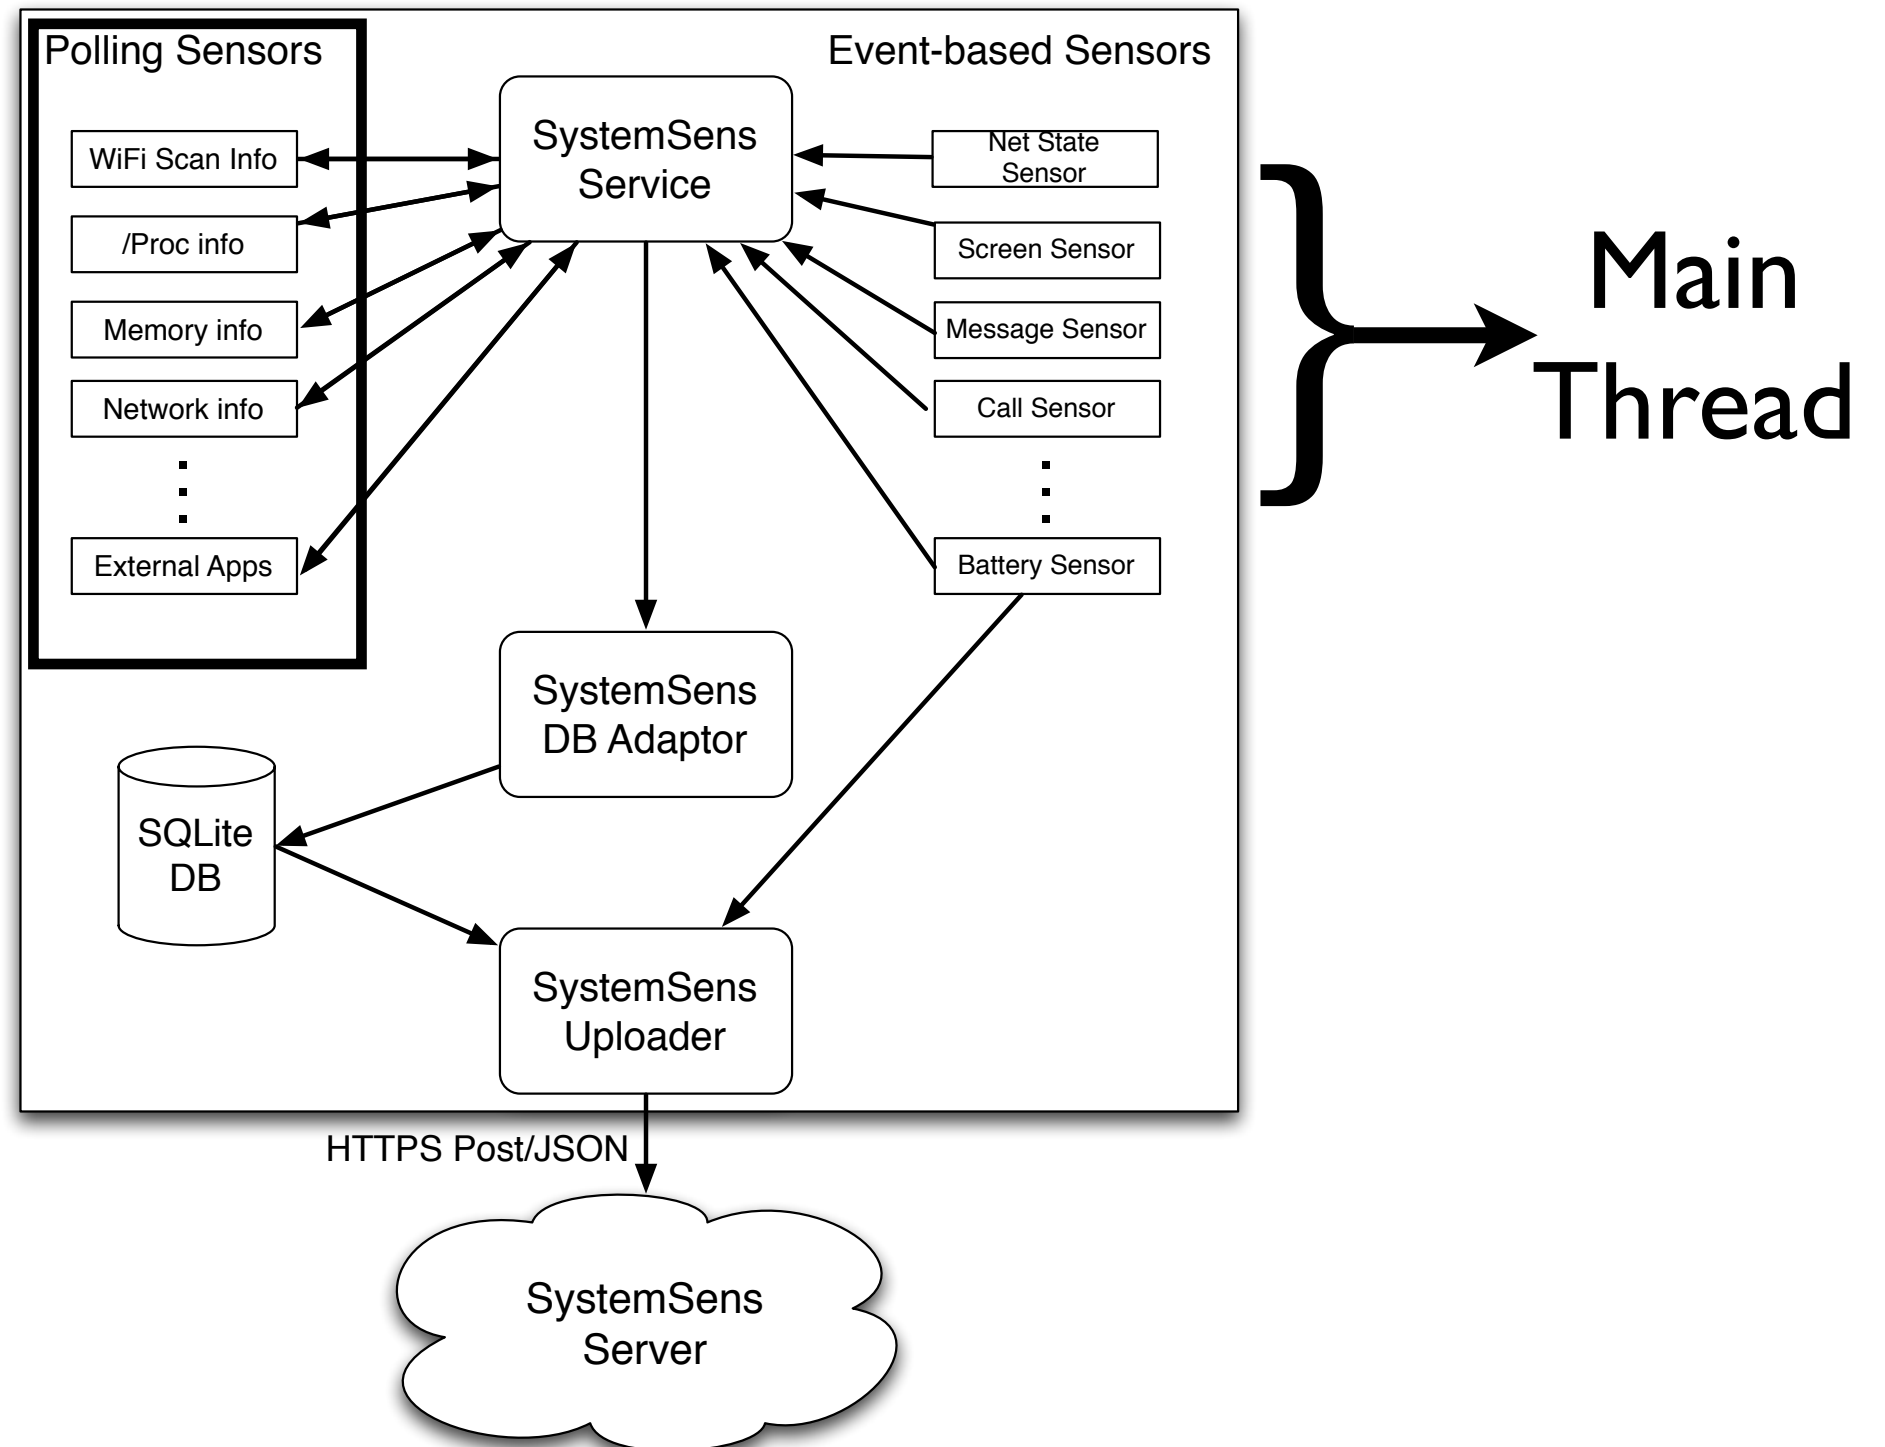 Polling Sensors
Event-based Sensors
SystemSens
Service
WiFi Scan Info
/Proc info
Memory info
Network info
External Apps
Net State
Sensor
Screen Sensor
Message Sensor
Call Sensor
Battery Sensor
Main
Thread
SystemSens
DB Adaptor
SQLite
DB
SystemSens
Uploader
HTTPS Post/JSON
SystemSens
Server